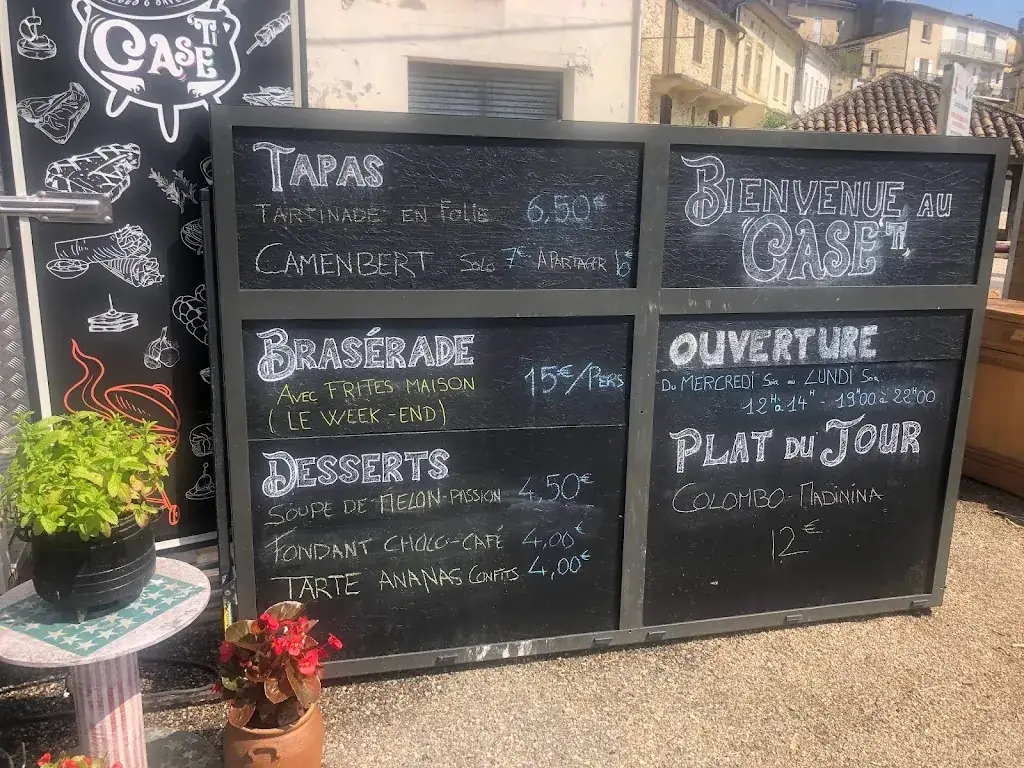 CASE TI
TAPAS
TARTINADE EN FOLIE 6,50€
CAMENBERT Solo 7€ A PARTAGER
BRASÉRADE
AVEC FRITES MAISON 15€/PERS
(LE WEEK-END)
DESSERTS
SOUPE DE MELON-PASSION 4,50€
FONDANT CHOCO-CAFÉ 4,00€
TARTE ANANAS CONFITS 4,00€
BIENVENUE AU
CASE TI
OUVERTURE
Du MERCREDI Soir au LUNDI Soir
12H à 14H - 19H00 à 22H00
PLAT DU JOUR
COLOMBO-MADININA
12€